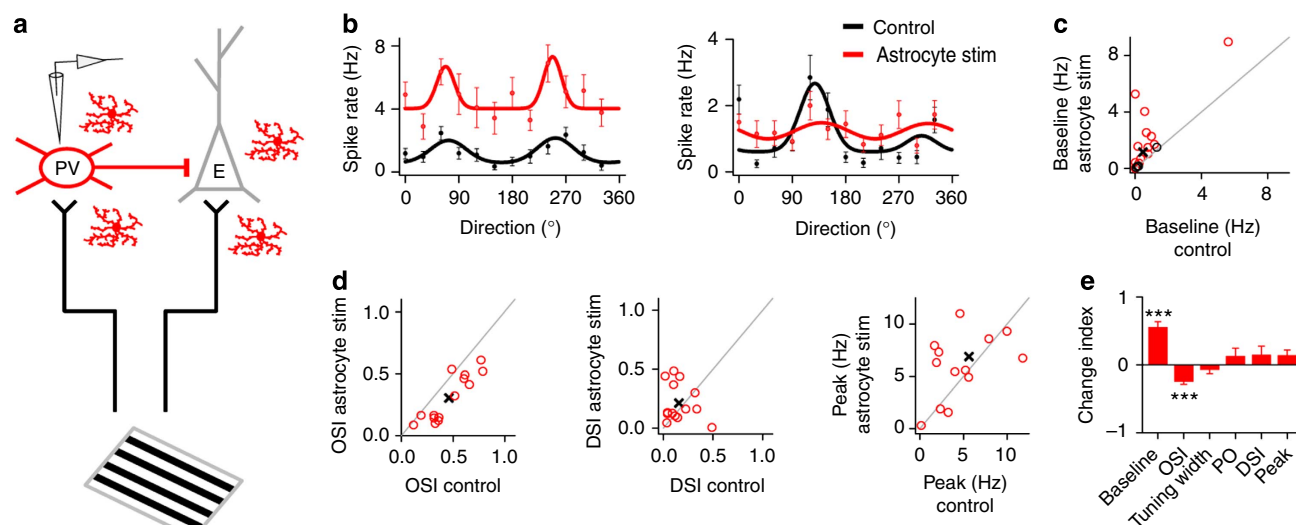 a
PV
E
b
Spike rate (Hz)
8
4
0
0
90
180
270
360
Direction (°)
Spike rate (Hz)
4
2
0
0
90
180
270
360
Direction (°)
Control
Astrocyte stim
c
Baseline (Hz)
astrocyte stim
8
4
0
0
4
8
Baseline (Hz)
control
d
OSI astrocyte stim
1.0
0.5
0.0
0.0
0.5
1.0
OSI control
DSI astrocyte stim
1.0
0.5
0.0
0.0
0.5
1.0
DSI control
Peak (Hz)
astrocyte stim
10
5
0
0
5
10
Peak (Hz)
control
e
Change index
1
0
–1
***
***
Baseline
OSI
Tuning width
PO
DSI
Peak